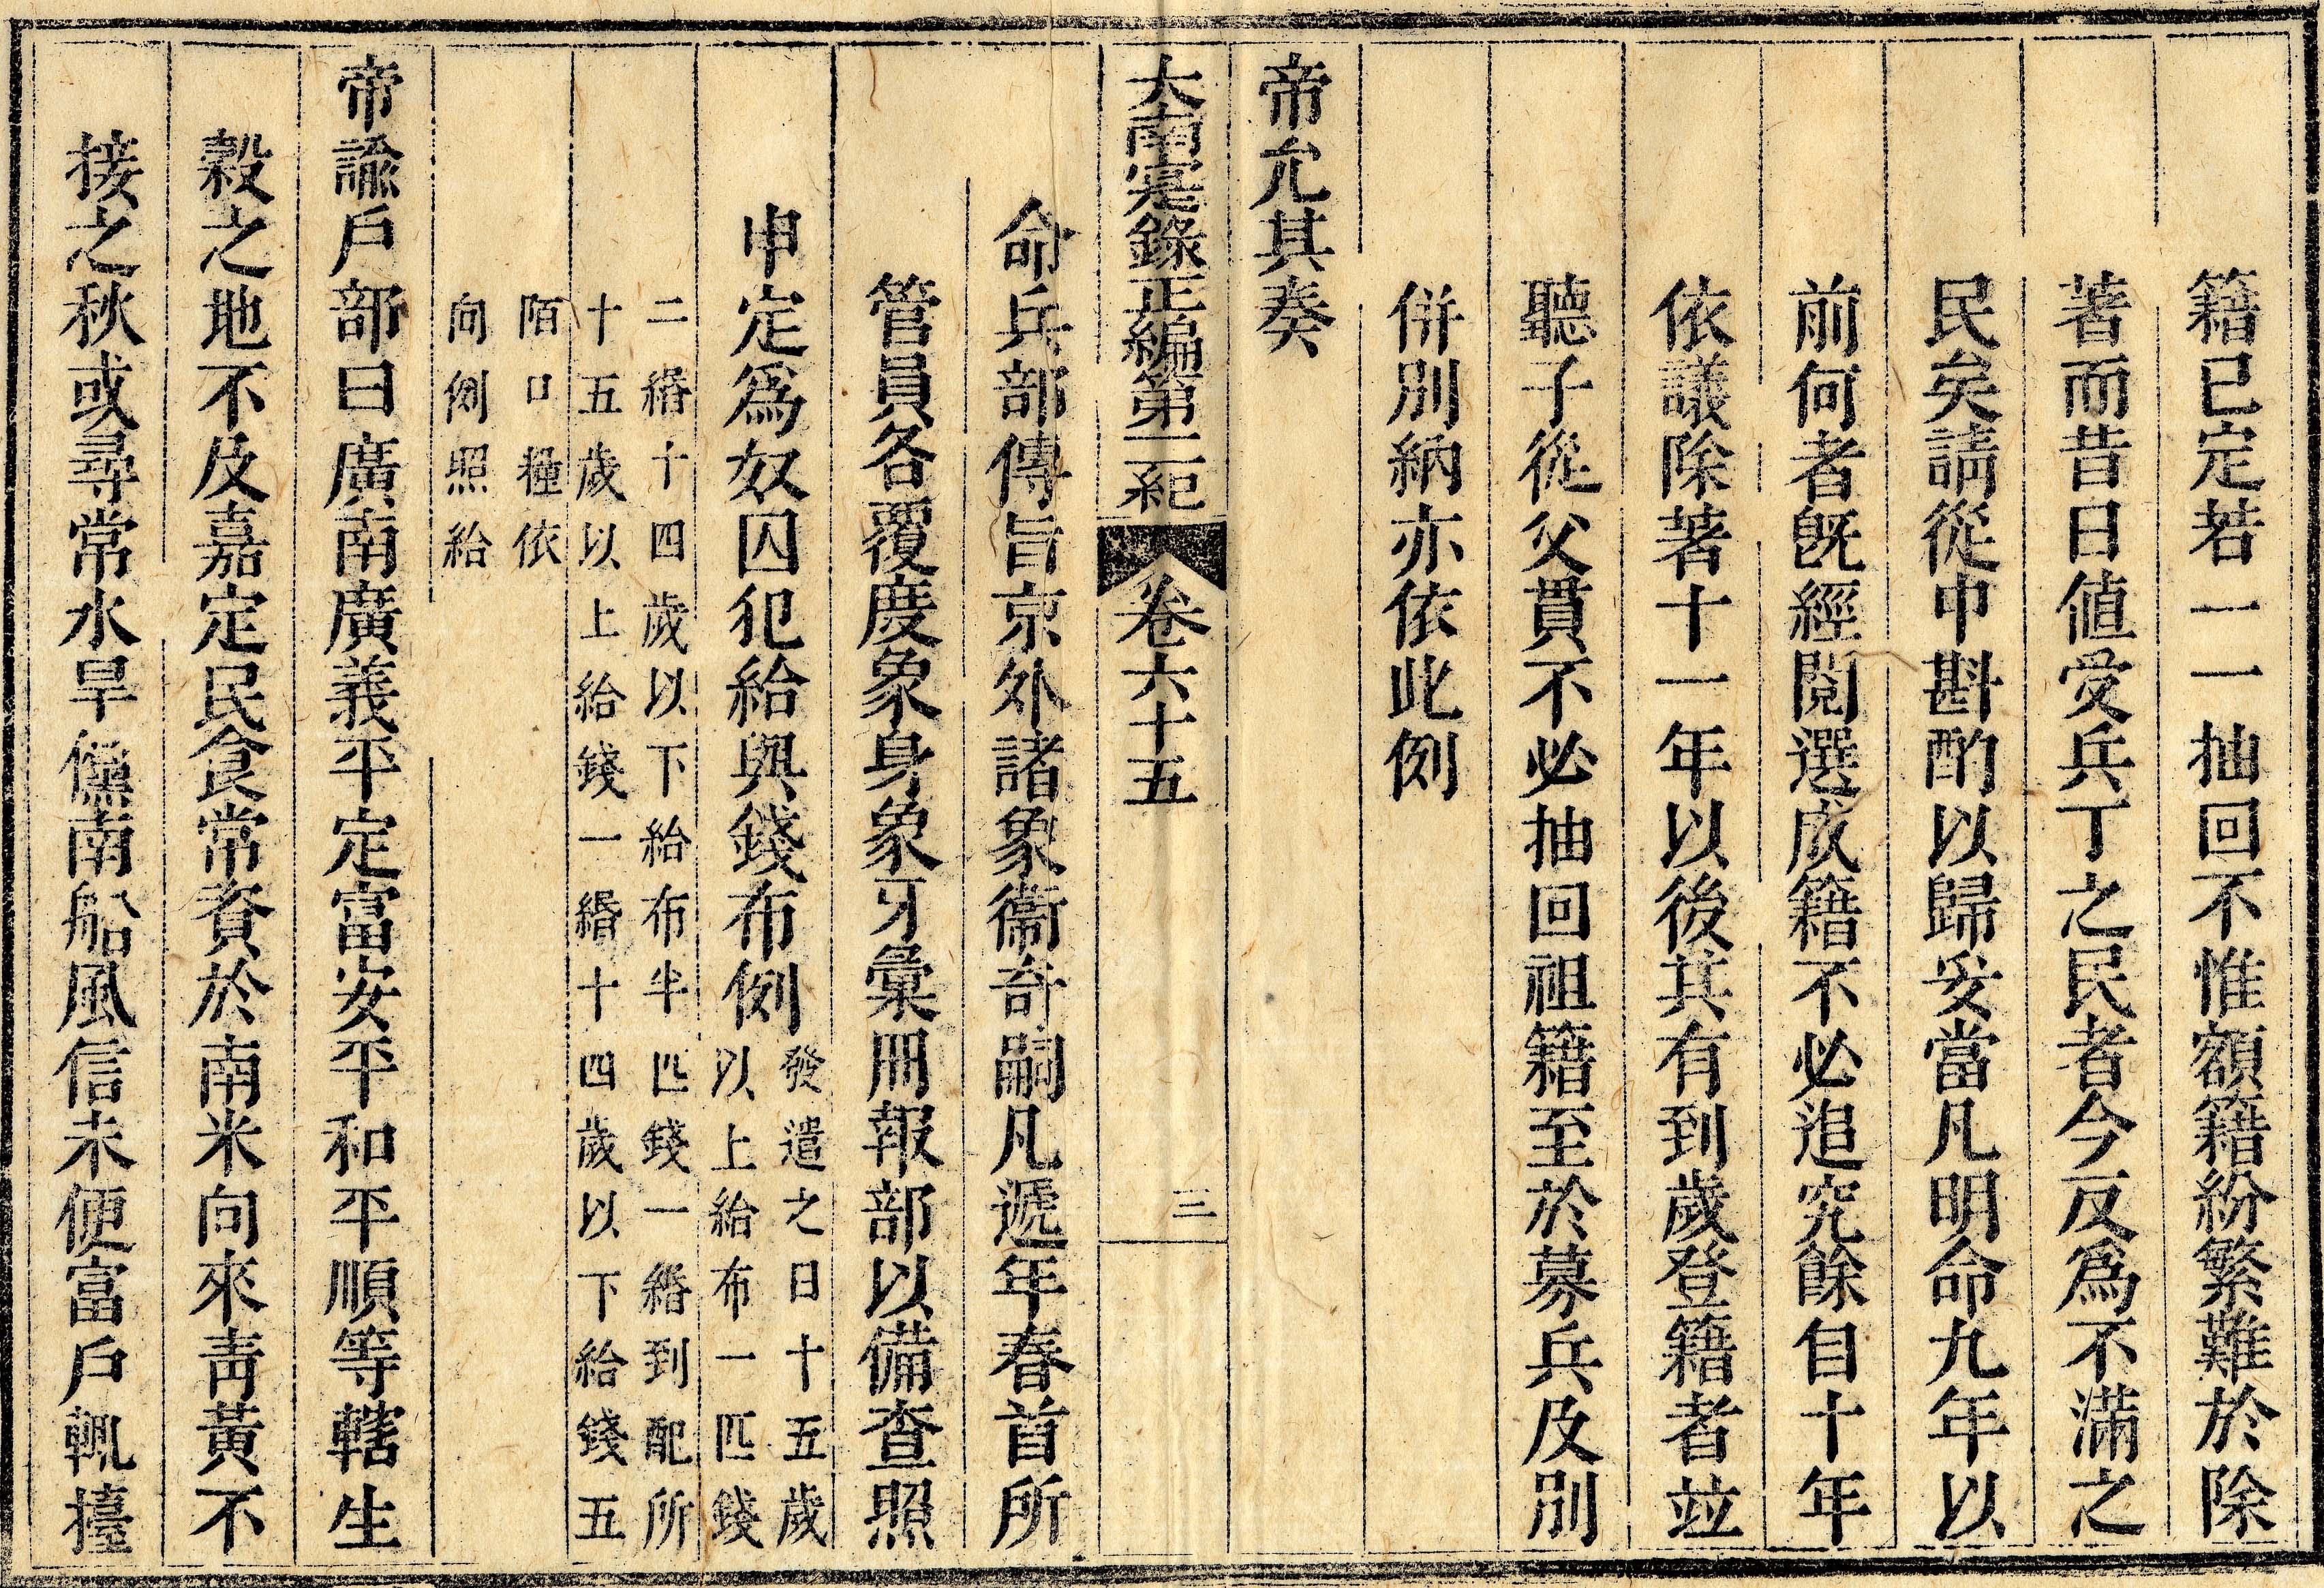 籍已定若一一抽回不惟額籍紛繁難於除
著而昔日值受兵丁之民者今反爲不滿之
民矣請從中斟酌以歸妥當凡明命九年以
前何者旣經閱選成籍不必追究餘自十年
依議除著十一年以後其有到歲登籍者並
聽子從父貫不必抽回祖籍至於募兵及別
併別納亦依此例
帝允其奏
大南寔錄正編第二紀
卷六十五
三
命兵部傳旨京外諸象衞奇嗣凡遞年春首所
管員各覆度象身象牙彙冊報部以備查照
申定爲奴囚犯給與錢布例
發遣之日十五歲
以上給布一匹錢
二緡十四歲以下給布半匹錢一緡到配所
十五歲以上給錢一緡十四歲以下給錢五
陌口糧依
向例照給
帝諭戶部曰廣南廣義平定富安平和平順等轄生
穀之地不及嘉定民食常資於南米向來靑黃不
接之秋或尋常水旱儻南船風信未便富戶輒擡